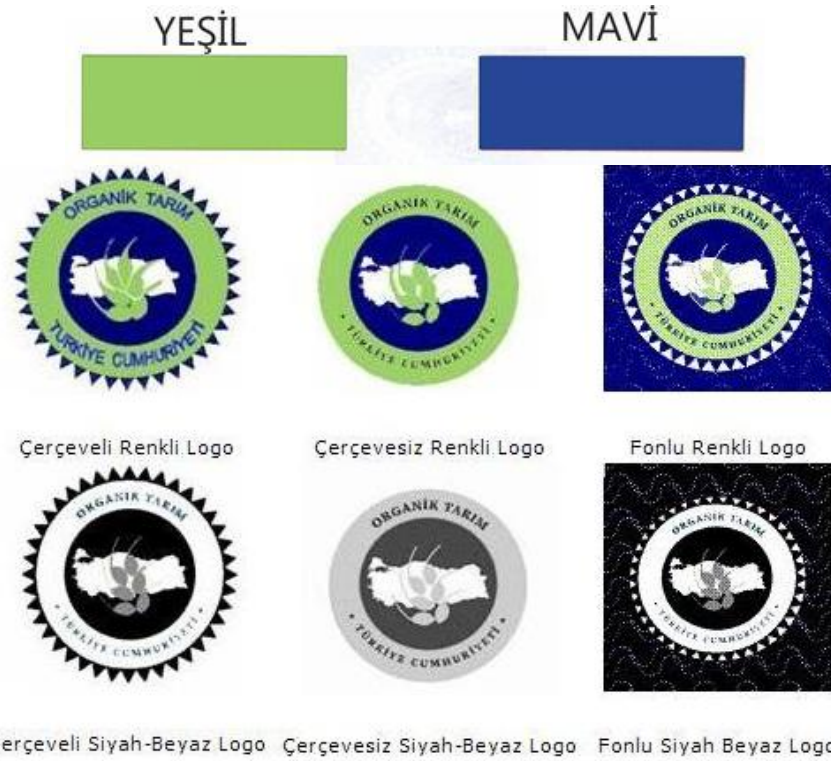 YEŞİL MAVİ
ORGANİK TARIM ORGANİK TARIM ORGANİK TARIM
TÜRKİYE CUMHURİYETİ TÜRKİYE CUMHURİYETİ TÜRKİYE CUMHURİYETİ
Çerçeveli Renkli Logo Çerçevesiz Renkli Logo Fonlu Renkli Logo
ORGANİK TARIM ORGANİK TARIM ORGANİK TARIM
TÜRKİYE CUMHURİYETİ TÜRKİYE CUMHURİYETİ TÜRKİYE CUMHURİYETİ
erçeveli Siyah-Beyaz Logo Çerçevesiz Siyah-Beyaz Logo Fonlu Siyah Beyaz Logo